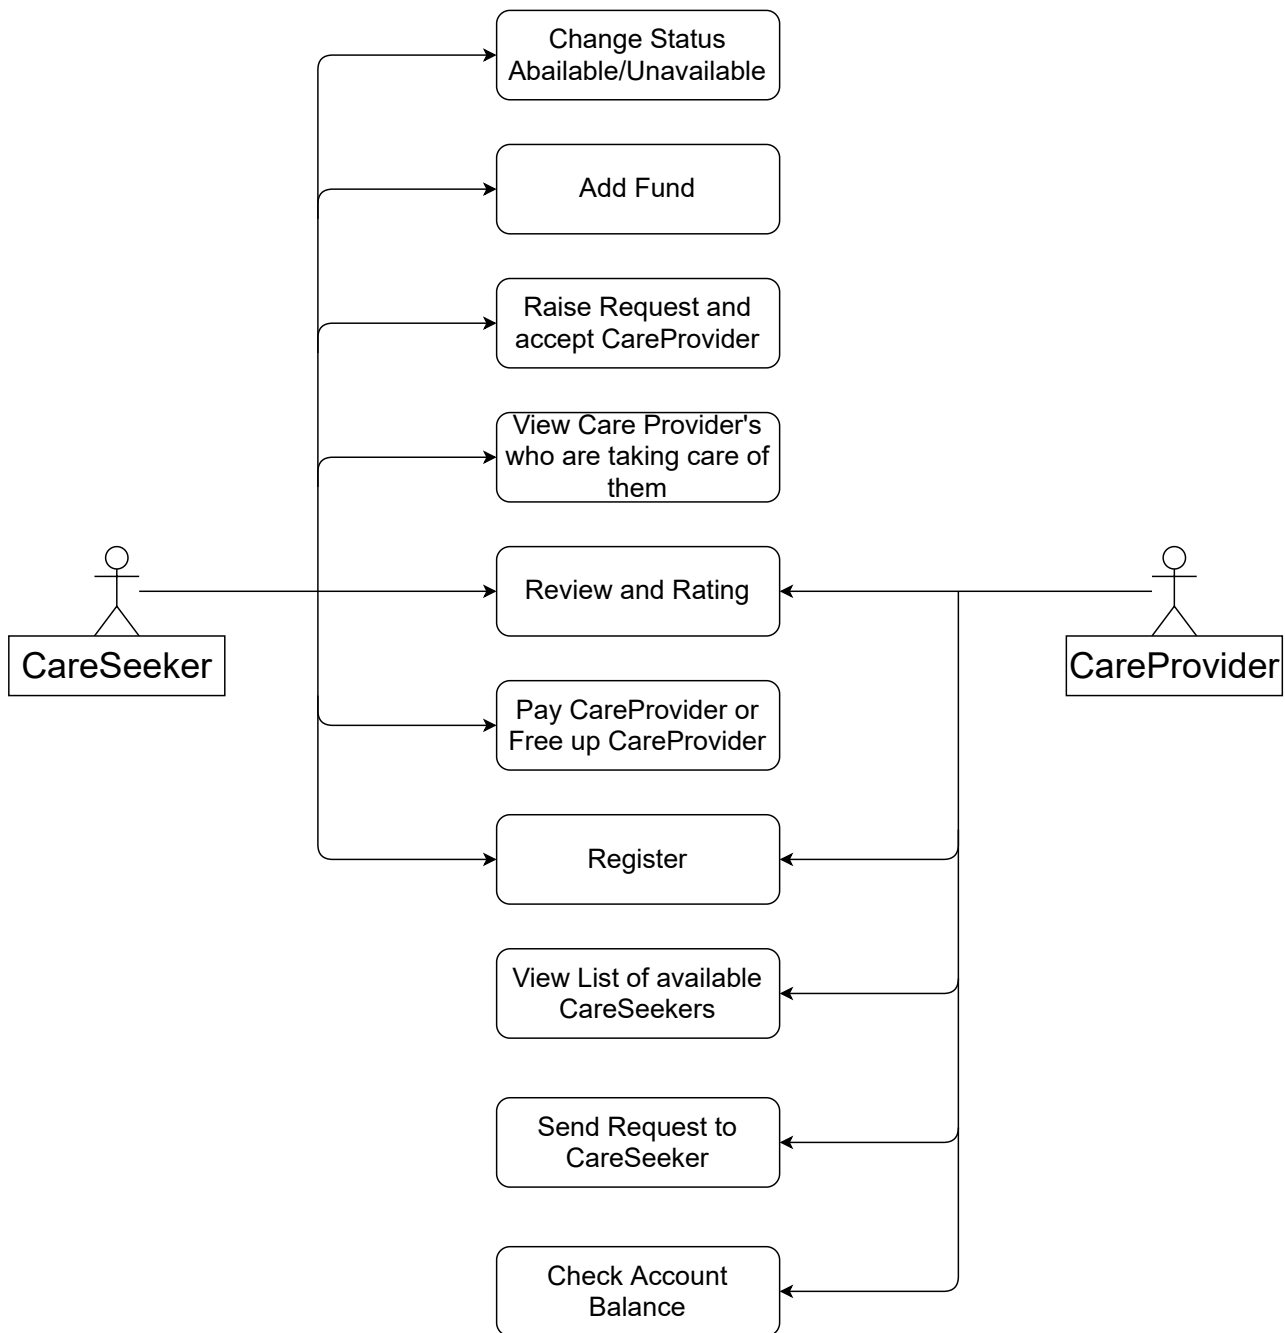 Change Status
Abailable/Unavailable
Add Fund
Raise Request and
accept CareProvider
View Care Provider's
who are taking care of
them
Review and Rating
CareSeeker
CareProvider
Pay CareProvider or
Free up CareProvider
Register
View List of available
CareSeekers
Send Request to
CareSeeker
Check Account
Balance